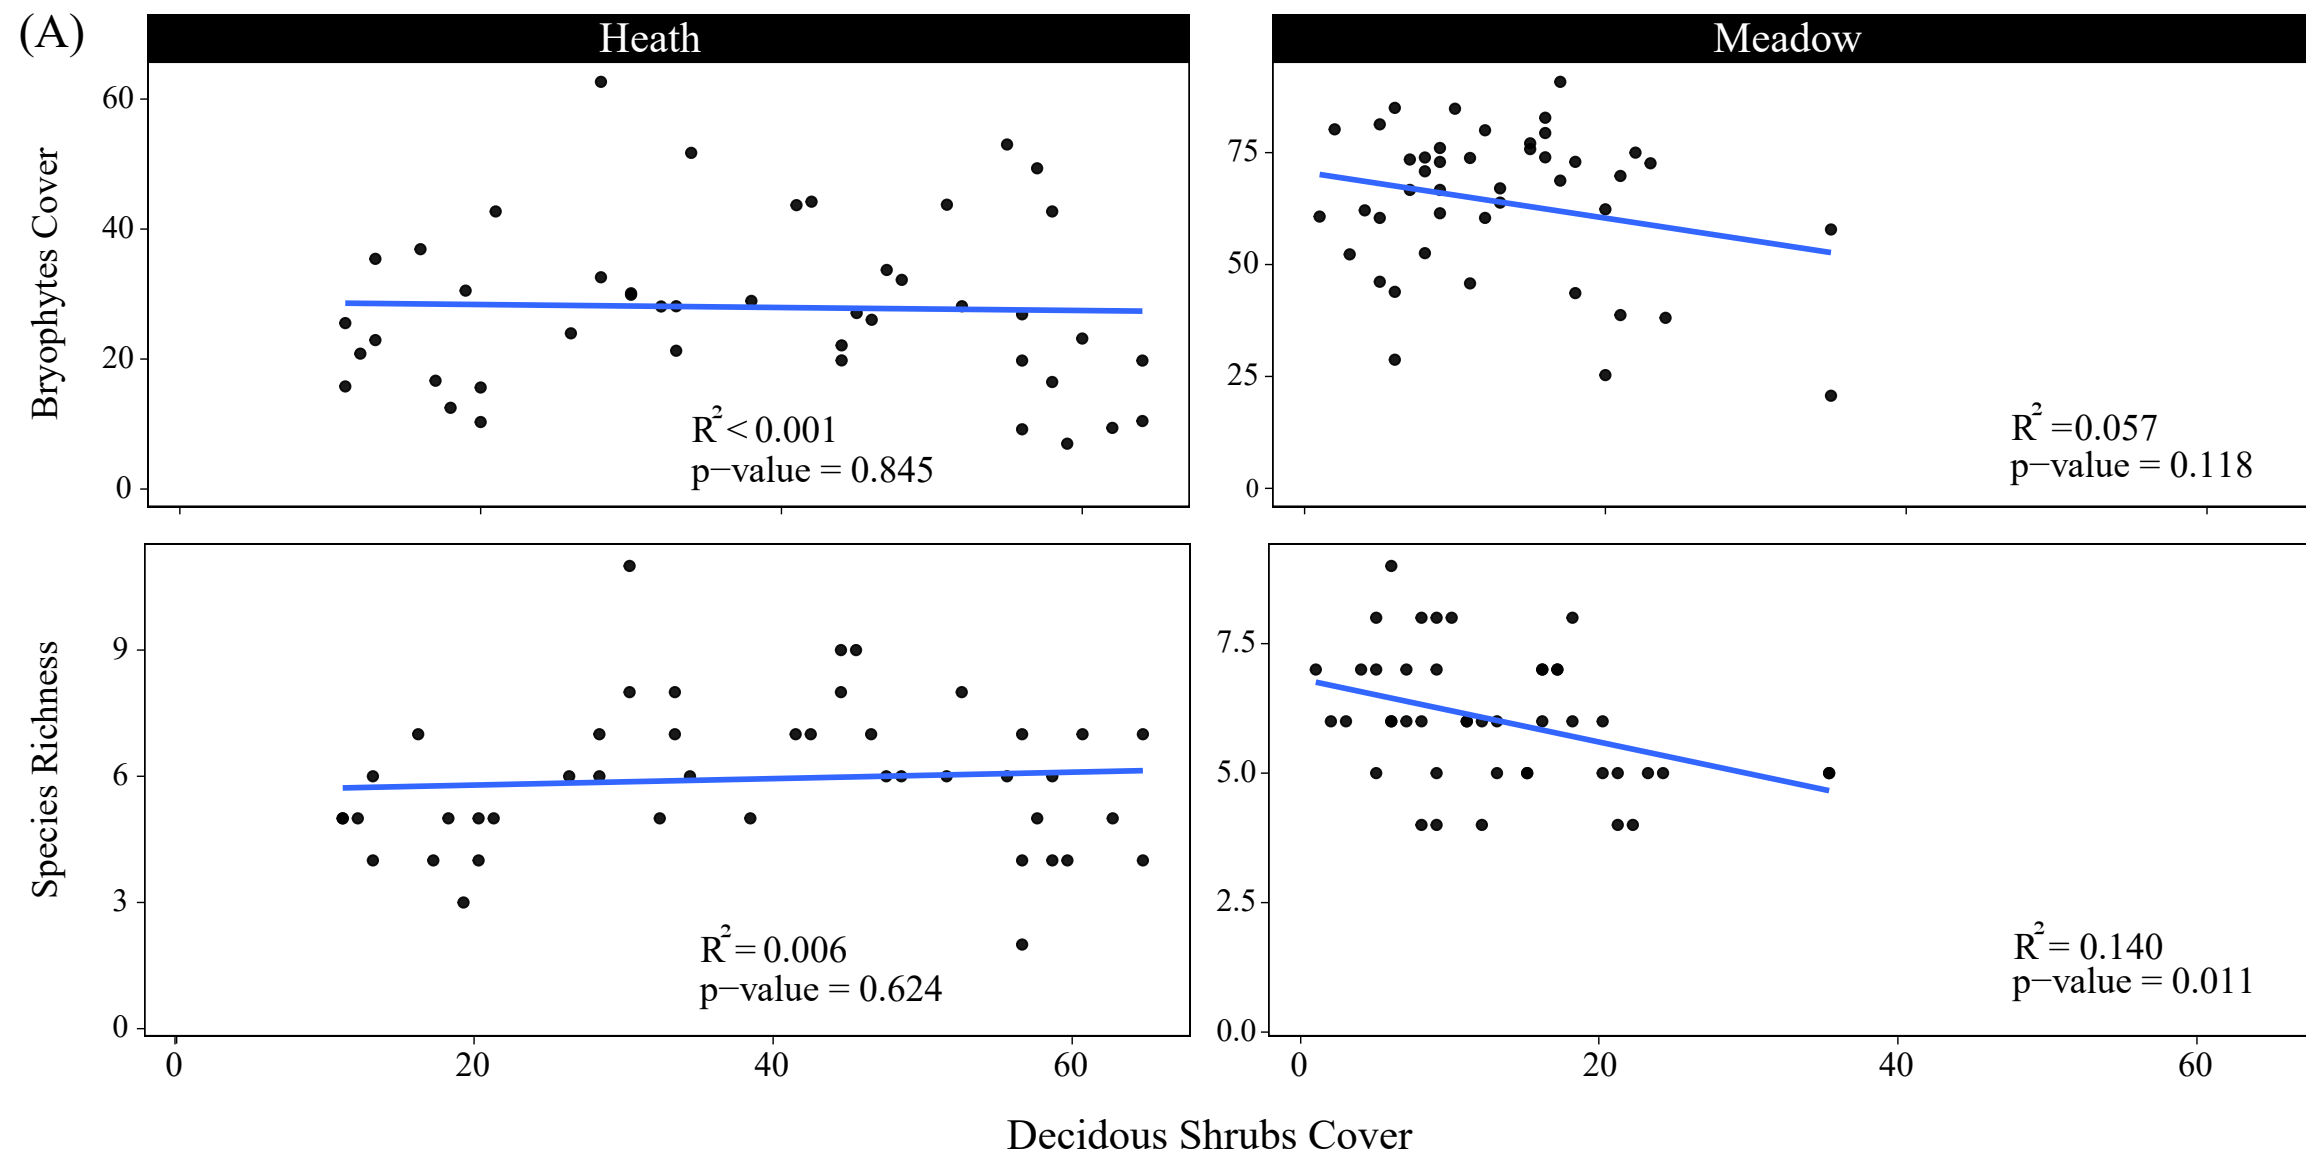 (A)
Heath
Meadow
Bryophytes Cover
60
40
20
0
R² < 0.001
p−value = 0.845
75
50
25
0
R² =0.057
p−value = 0.118
Species Richness
9
6
3
0
R² = 0.006
p−value = 0.624
7.5
5.0
2.5
0.0
R² = 0.140
p−value = 0.011
0 20 40 60
0 20 40 60
Decidous Shrubs Cover